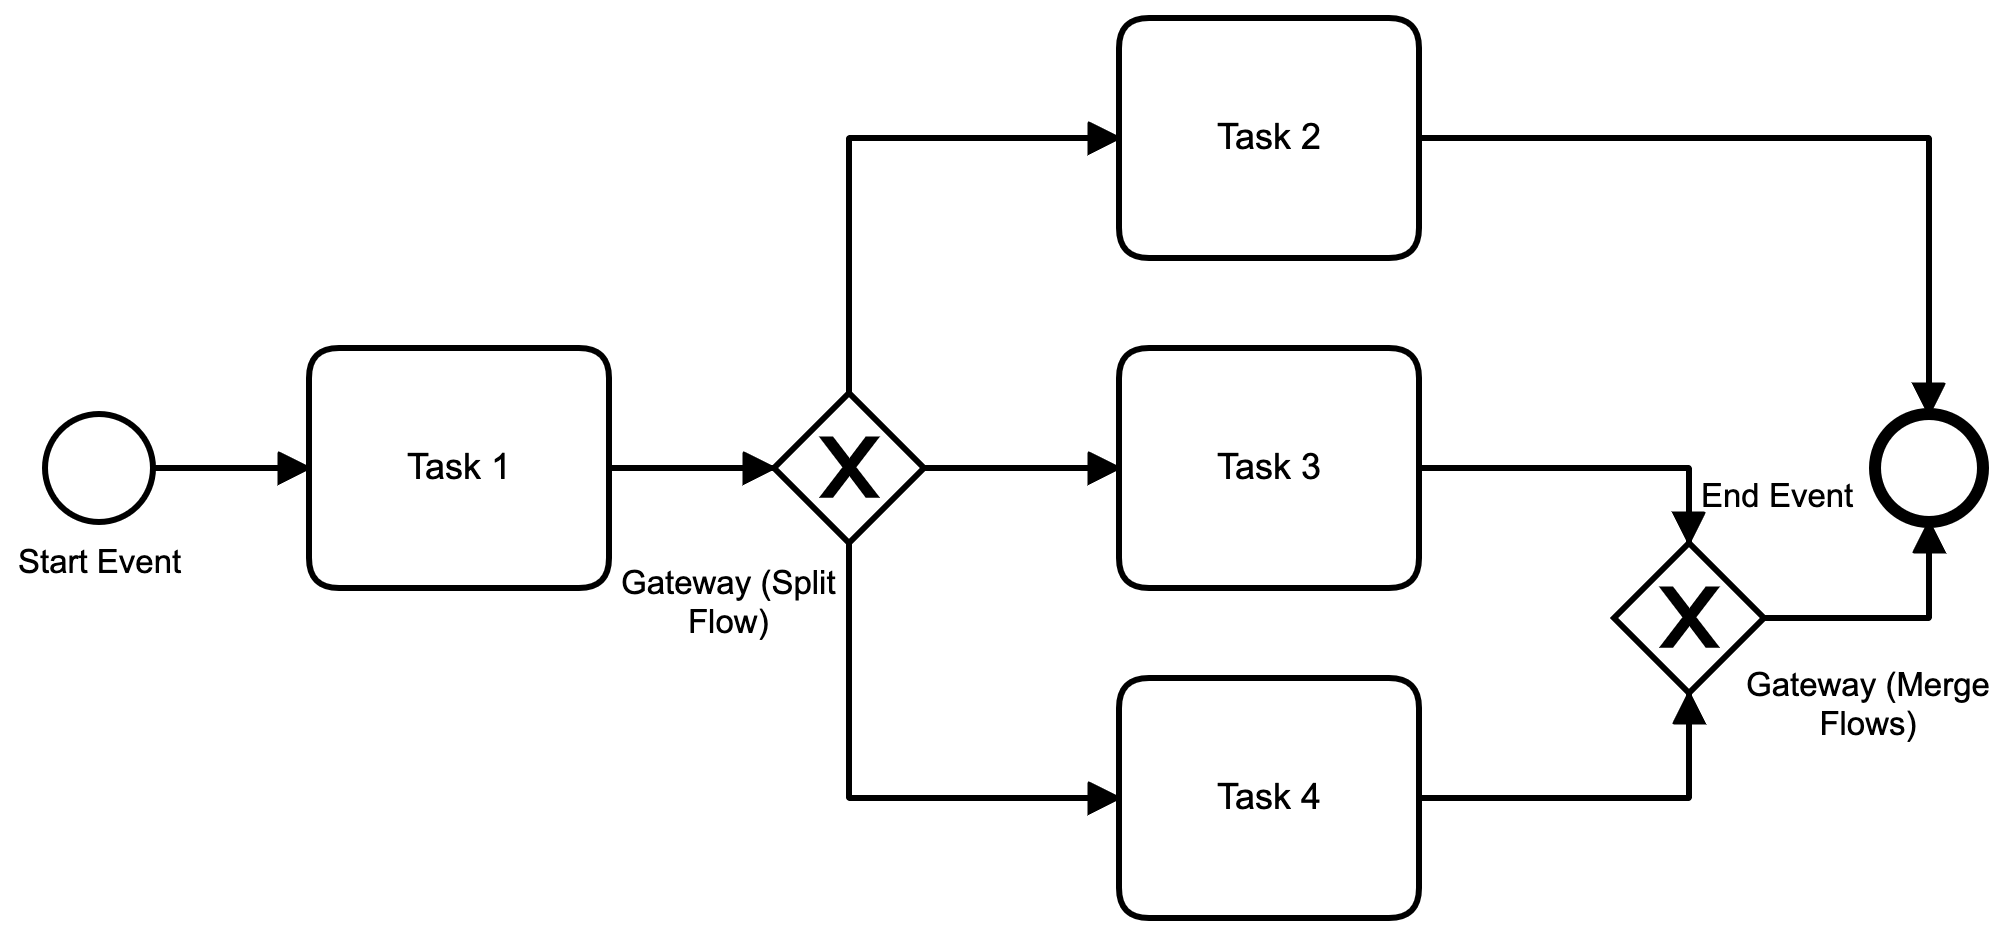 Task 2
Task 1
X
Task 3
End Event
Start Event
Gateway (Split
Flow)
X
Gateway (Merge
Flows)
Task 4